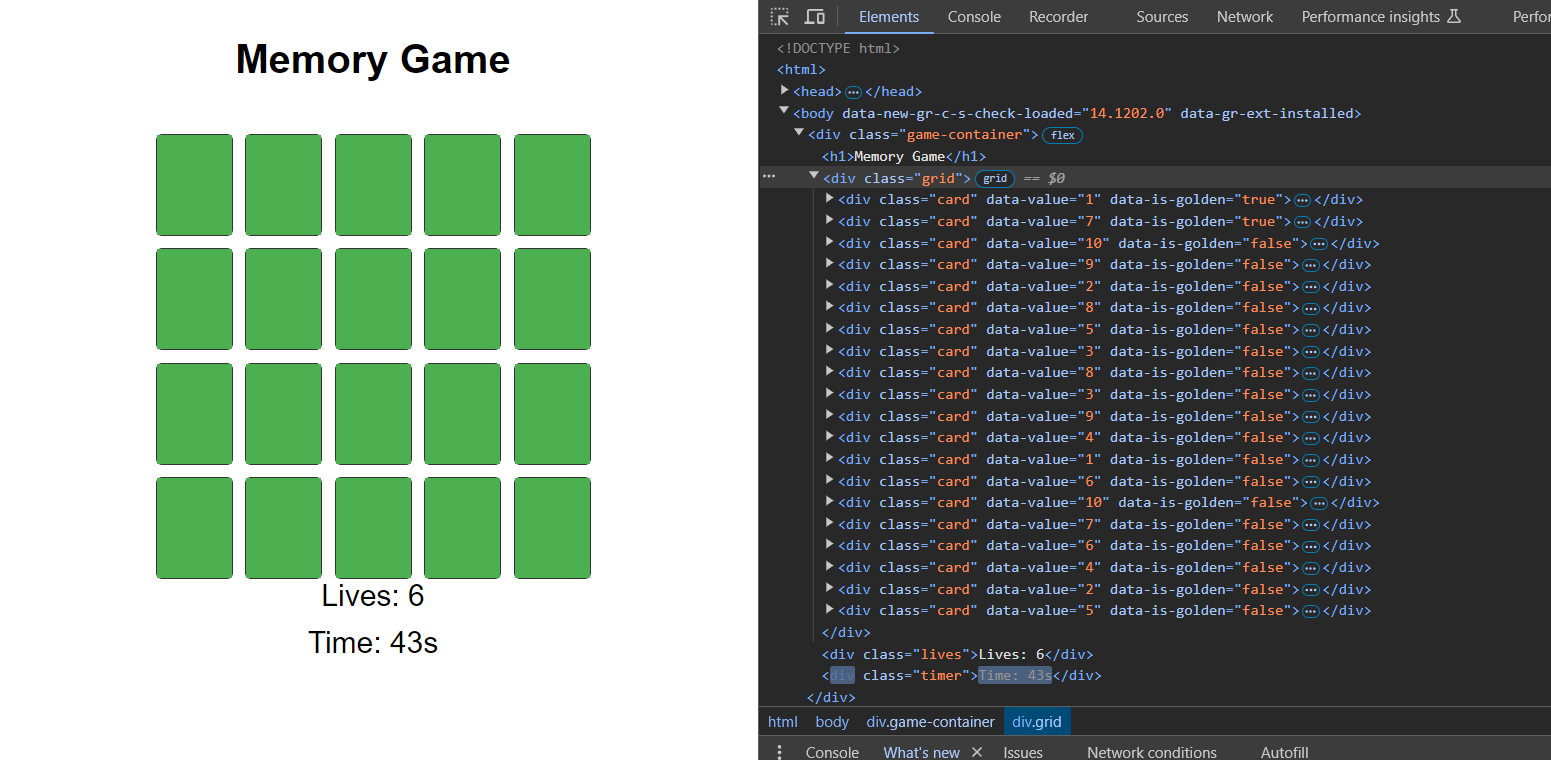 Memory Game
Lives: 6
Time: 43s
Elements Console Recorder Sources Network Performance insights Perfor
<!DOCTYPE html>
<html>
<head> ⋯ </head>
<body data-new-gr-c-s-check-loaded="14.1202.0" data-gr-ext-installed>
<div class="game-container"> flex
<h1>Memory Game</h1>
<div class="grid"> grid == $0
<div class="card" data-value="1" data-is-golden="true"> ⋯ </div>
<div class="card" data-value="7" data-is-golden="true"> ⋯ </div>
<div class="card" data-value="10" data-is-golden="false"> ⋯ </div>
<div class="card" data-value="9" data-is-golden="false"> ⋯ </div>
<div class="card" data-value="2" data-is-golden="false"> ⋯ </div>
<div class="card" data-value="8" data-is-golden="false"> ⋯ </div>
<div class="card" data-value="5" data-is-golden="false"> ⋯ </div>
<div class="card" data-value="3" data-is-golden="false"> ⋯ </div>
<div class="card" data-value="8" data-is-golden="false"> ⋯ </div>
<div class="card" data-value="3" data-is-golden="false"> ⋯ </div>
<div class="card" data-value="9" data-is-golden="false"> ⋯ </div>
<div class="card" data-value="4" data-is-golden="false"> ⋯ </div>
<div class="card" data-value="1" data-is-golden="false"> ⋯ </div>
<div class="card" data-value="6" data-is-golden="false"> ⋯ </div>
<div class="card" data-value="10" data-is-golden="false"> ⋯ </div>
<div class="card" data-value="7" data-is-golden="false"> ⋯ </div>
<div class="card" data-value="6" data-is-golden="false"> ⋯ </div>
<div class="card" data-value="4" data-is-golden="false"> ⋯ </div>
<div class="card" data-value="2" data-is-golden="false"> ⋯ </div>
<div class="card" data-value="5" data-is-golden="false"> ⋯ </div>
</div>
<div class="lives">Lives: 6</div>
<div class="timer">Time: 43s</div>
</div>
html body div.game-container div.grid
Console What's new Issues Network conditions Autofill